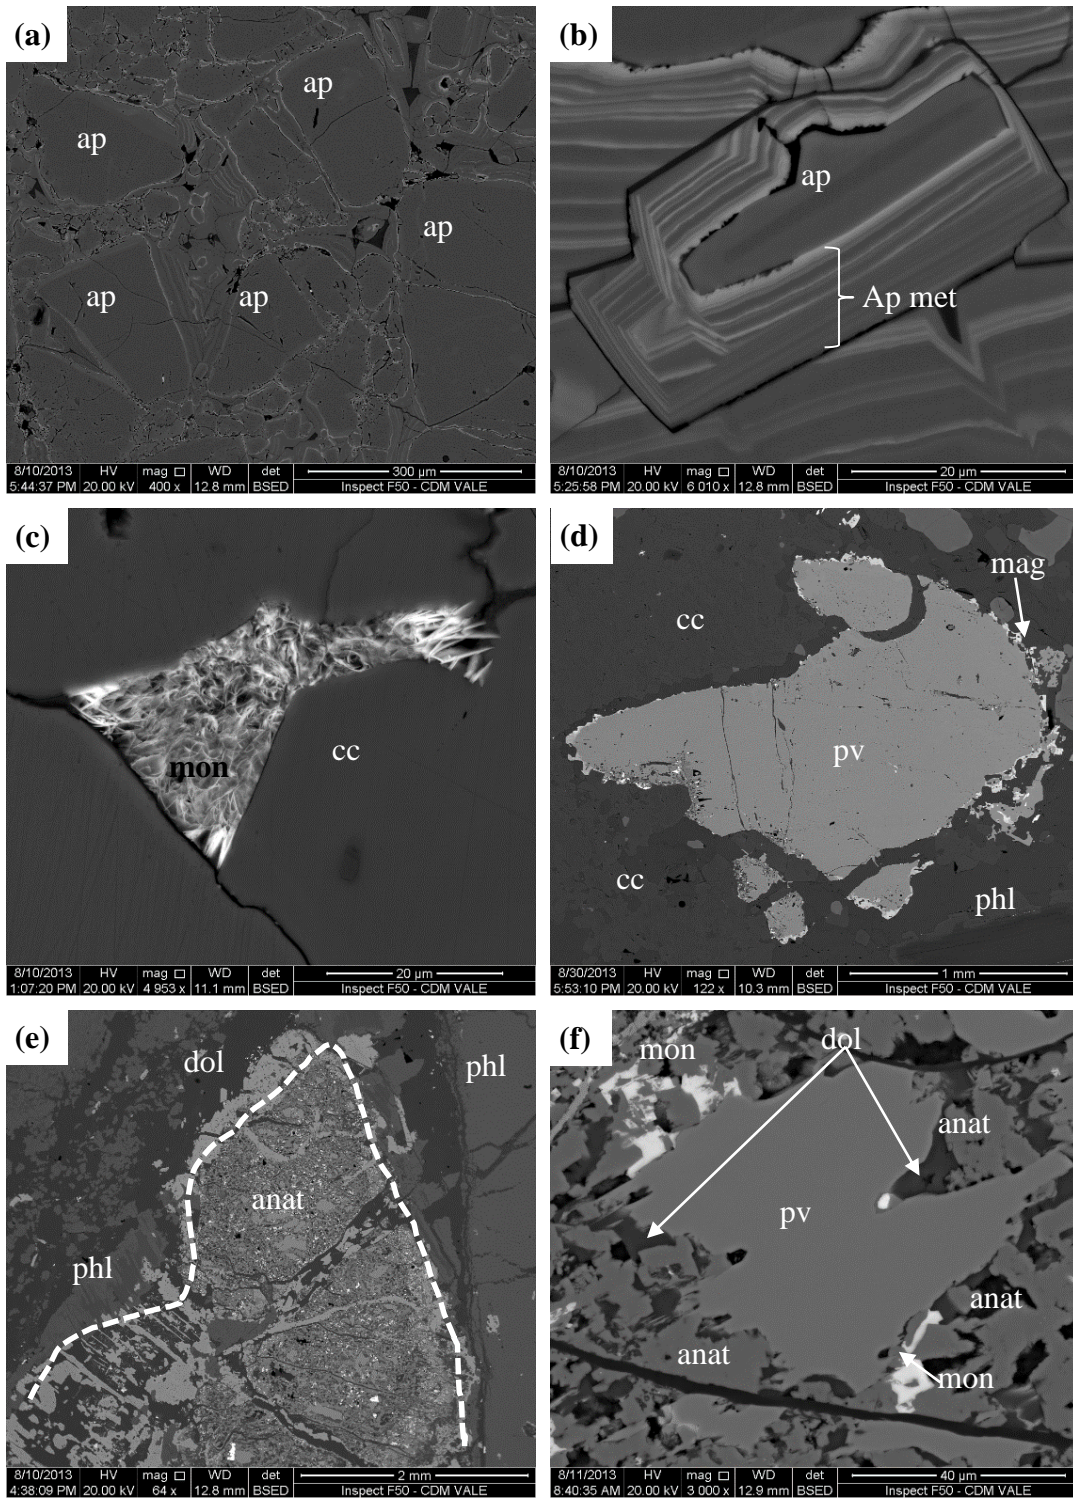 (a)
ap
ap
ap
ap
ap
8/10/2013 HV mag □ WD det 300 µm
5:44:37 PM 20.00 kV 400 x 12.8 mm BSED Inspect F50 - CDM VALE
(b)
ap
Ap met
8/10/2013 HV mag □ WD det 20 µm
5:25:58 PM 20.00 kV 6 010 x 12.8 mm BSED Inspect F50 - CDM VALE
(c)
mon
cc
8/10/2013 HV mag □ WD det 20 µm
1:07:20 PM 20.00 kV 4 953 x 11.1 mm BSED Inspect F50 - CDM VALE
(d)
mag
cc
pv
cc
phl
8/30/2013 HV mag □ WD det 1 mm
5:53:10 PM 20.00 kV 122 x 10.3 mm BSED Inspect F50 - CDM VALE
(e)
dol
phl
anat
phl
8/10/2013 HV mag □ WD det 2 mm
4:38:09 PM 20.00 kV 64 x 12.8 mm BSED Inspect F50 - CDM VALE
(f)
dol
mon
anat
pv
anat
anat
mon
8/11/2013 HV mag □ WD det 40 µm
8:40:35 AM 20.00 kV 3 000 x 12.9 mm BSED Inspect F50 - CDM VALE